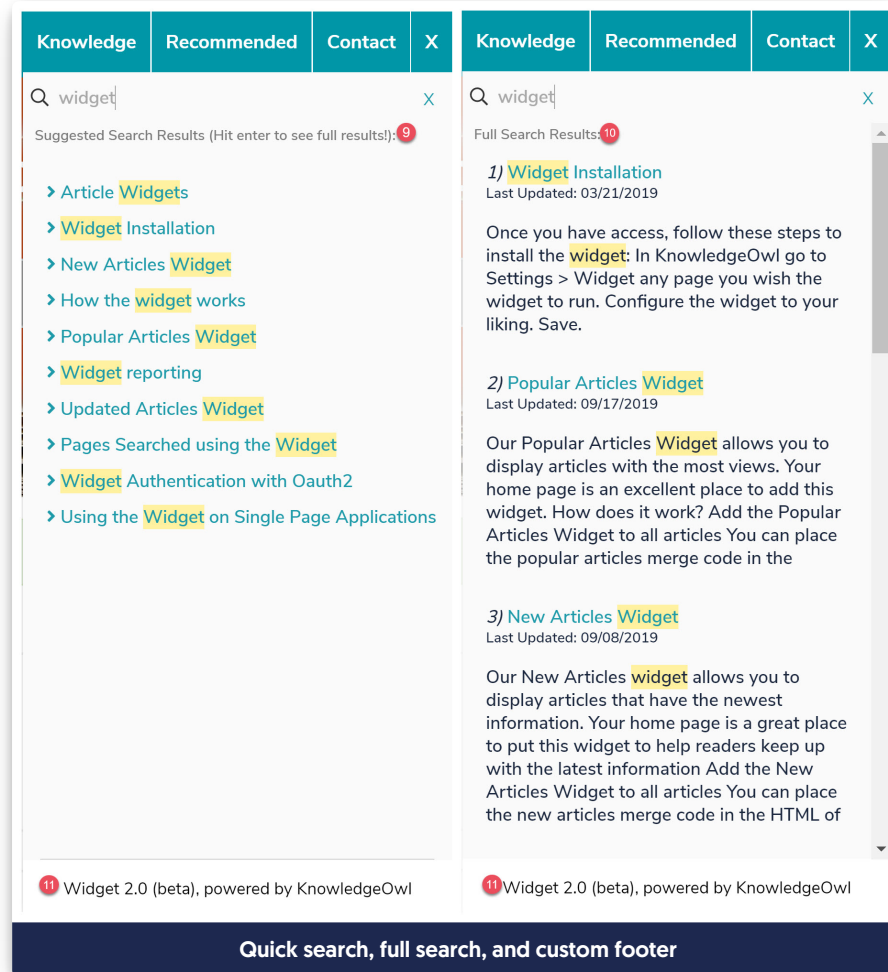 Knowledge Recommended Contact X
widget X
Suggested Search Results (Hit enter to see full results!): 9
Article Widgets
Widget Installation
New Articles Widget
How the widget works
Popular Articles Widget
Widget reporting
Updated Articles Widget
Pages Searched using the Widget
Widget Authentication with Oauth2
Using the Widget on Single Page Applications
11 Widget 2.0 (beta), powered by KnowledgeOwl
Knowledge Recommended Contact X
widget X
Full Search Results: 10
1) Widget Installation
Last Updated: 03/21/2019
Once you have access, follow these steps to
install the widget: In KnowledgeOwl go to
Settings > Widget any page you wish the
widget to run. Configure the widget to your
liking. Save.
2) Popular Articles Widget
Last Updated: 09/17/2019
Our Popular Articles Widget allows you to
display articles with the most views. Your
home page is an excellent place to add this
widget. How does it work? Add the Popular
Articles Widget to all articles You can place
the popular articles merge code in the
3) New Articles Widget
Last Updated: 09/08/2019
Our New Articles widget allows you to
display articles that have the newest
information. Your home page is a great place
to put this widget to help readers keep up
with the latest information Add the New
Articles Widget to all articles You can place
the new articles merge code in the HTML of
11 Widget 2.0 (beta), powered by KnowledgeOwl
Quick search, full search, and custom footer